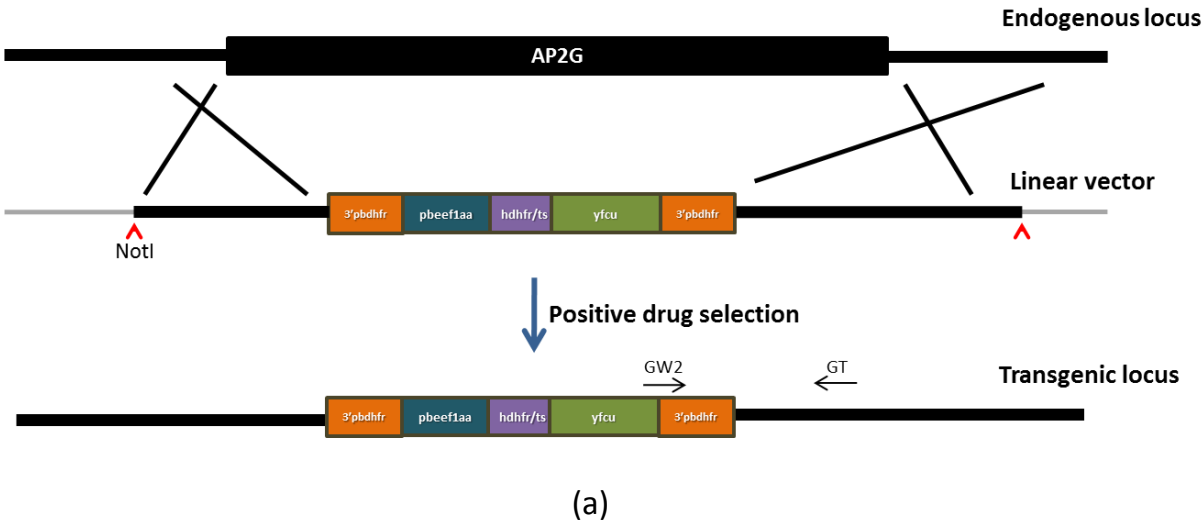 Endogenous locus
AP2G
Linear vector
3'pbdhfr pbeef1aa hdhfr/ts yfcu 3'pbdhfr
NotI
Positive drug selection
GW2 GT
Transgenic locus
3'pbdhfr pbeef1aa hdhfr/ts yfcu 3'pbdhfr
(a)